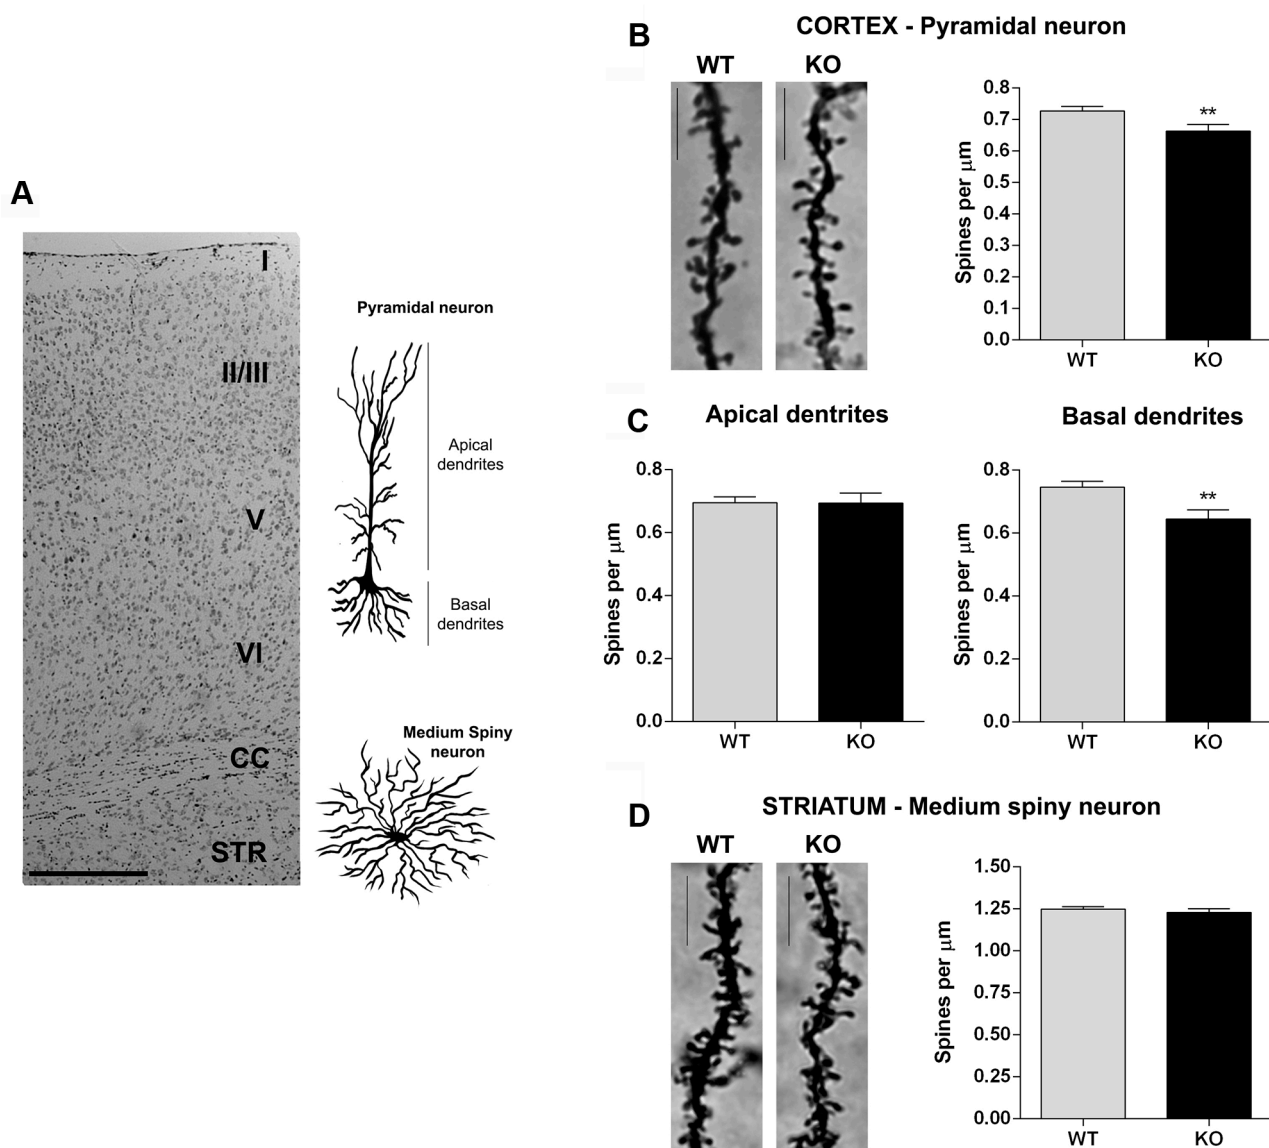 A
I
II/III
V
VI
CC
STR
Pyramidal neuron
Apical
dendrites
Basal
dendrites
Medium Spiny
neuron
B
CORTEX - Pyramidal neuron
WT
KO
Spines per μm
0.8
0.7
0.6
0.5
0.4
0.3
0.2
0.1
0.0
**
WT
KO
C
Apical dentrites
Spines per μm
0.8
0.6
0.4
0.2
0.0
WT
KO
Basal dendrites
Spines per μm
0.8
0.6
0.4
0.2
0.0
**
WT
KO
D
STRIATUM - Medium spiny neuron
WT
KO
Spines per μm
1.50
1.25
1.00
0.75
0.50
0.25
0.00
WT
KO